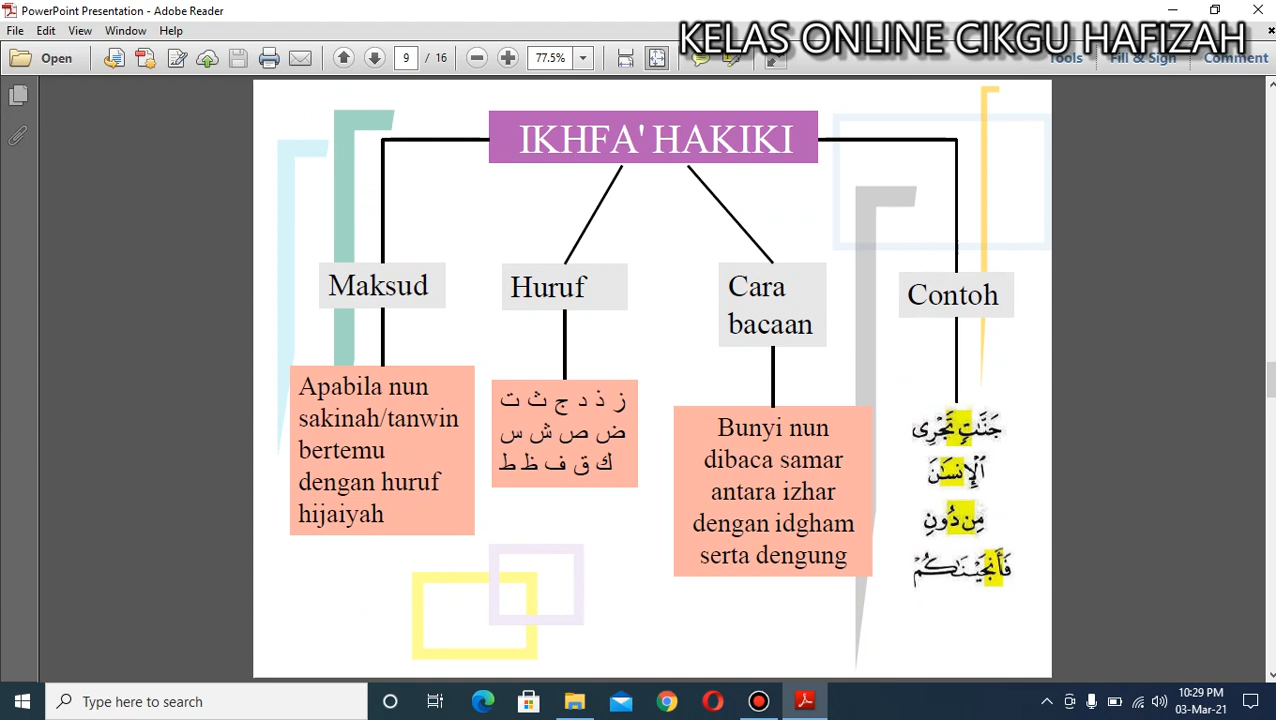 PowerPoint Presentation - Adobe Reader
File Edit View Window Help
KELAS ONLINE CIKGU HAFIZAH
Open
9 / 16
77.5%
Tools
Fill & Sign
Comment
IKHFA' HAKIKI
Maksud
Huruf
Cara
bacaan
Contoh
Apabila nun
sakinah/tanwin
bertemu
dengan huruf
hijaiyah
ز ذ د ج ث ت
ض ص ش س
ك ق ف ظ ط
Bunyi nun
dibaca samar
antara izhar
dengan idgham
serta dengung
جَنَّٰتٖ تَجۡرِي
ٱلۡإِنسَٰنَ
مِن دُونِ
فَأَنجَيۡنَٰكُمۡ
Type here to search
10:29 PM
03-Mar-21